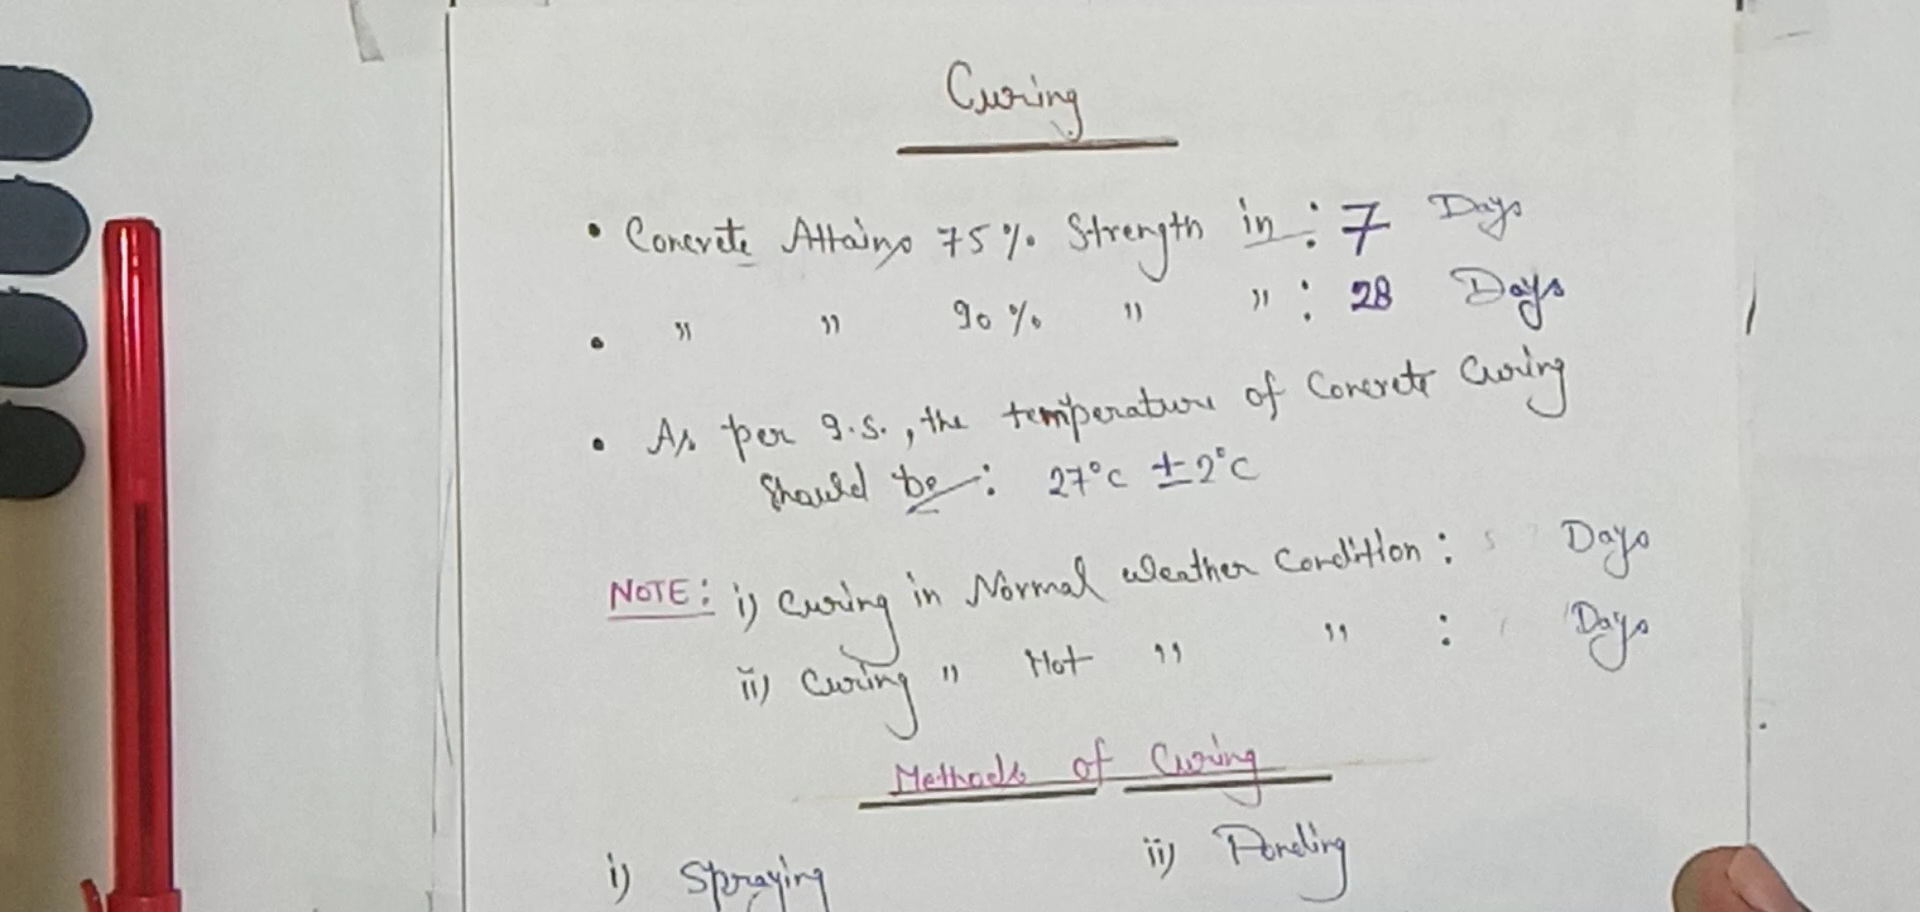 Curing
• Concrete Attains 75% Strength in : 7 Days
• " " 90% " " : 28 Days
• As per I.S., the temperature of Concrete Curing
Should be : 27°C ± 2°C
NOTE: i) Curing in Normal Weather Condition : Days
ii) Curing " Hot " " : Days
Methods of Curing
i) Spraying ii) Ponding